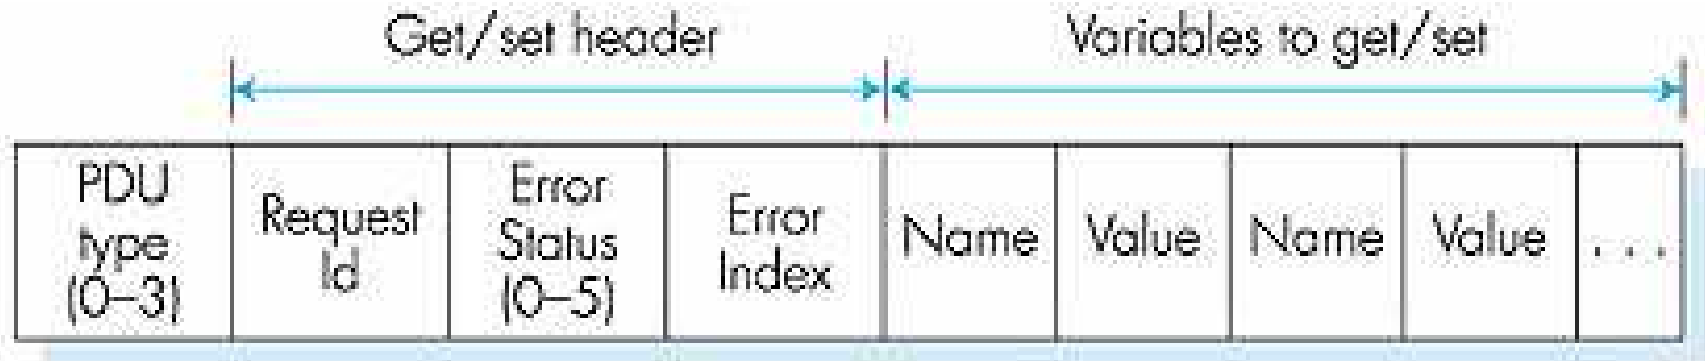 Get/set header
Variables to get/set
PDU
type
(0–3)
Request
Id
Error
Status
(0–5)
Error
Index
Name
Value
Name
Value
. . .